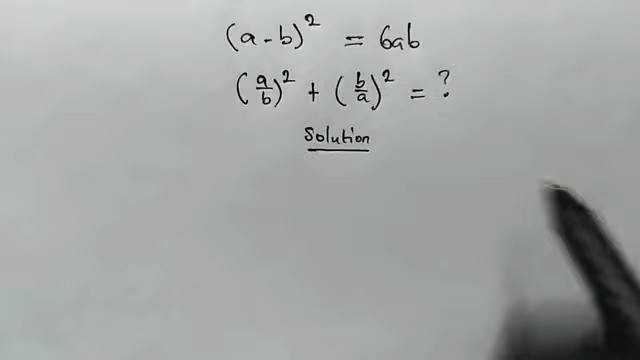 (a - b)² = 6ab
(a/b)² + (b/a)² = ?
Solution